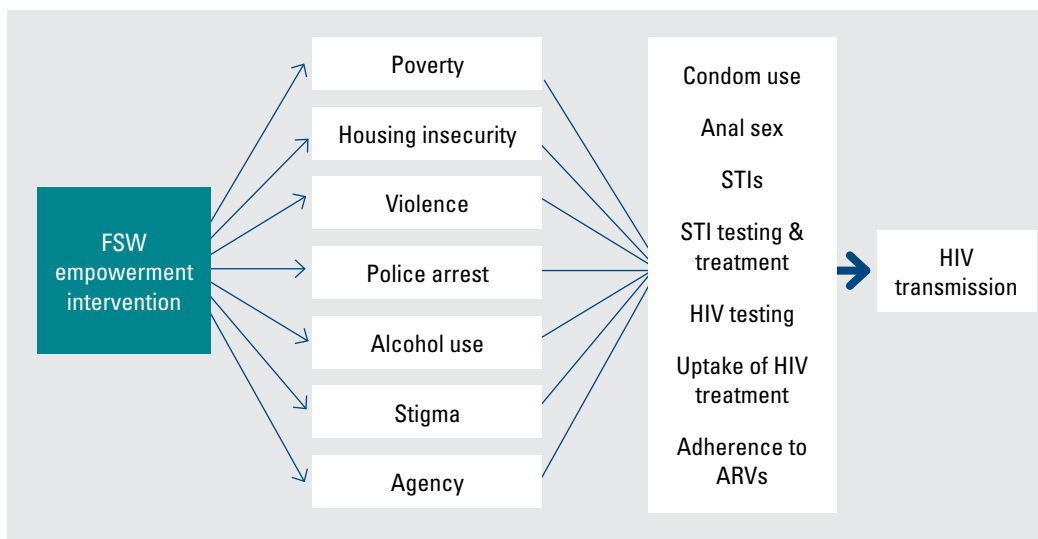 FSW
empowerment
intervention
Poverty
Housing insecurity
Violence
Police arrest
Alcohol use
Stigma
Agency
Condom use
Anal sex
STIs
STI testing &
treatment
HIV testing
Uptake of HIV
treatment
Adherence to
ARVs
HIV
transmission